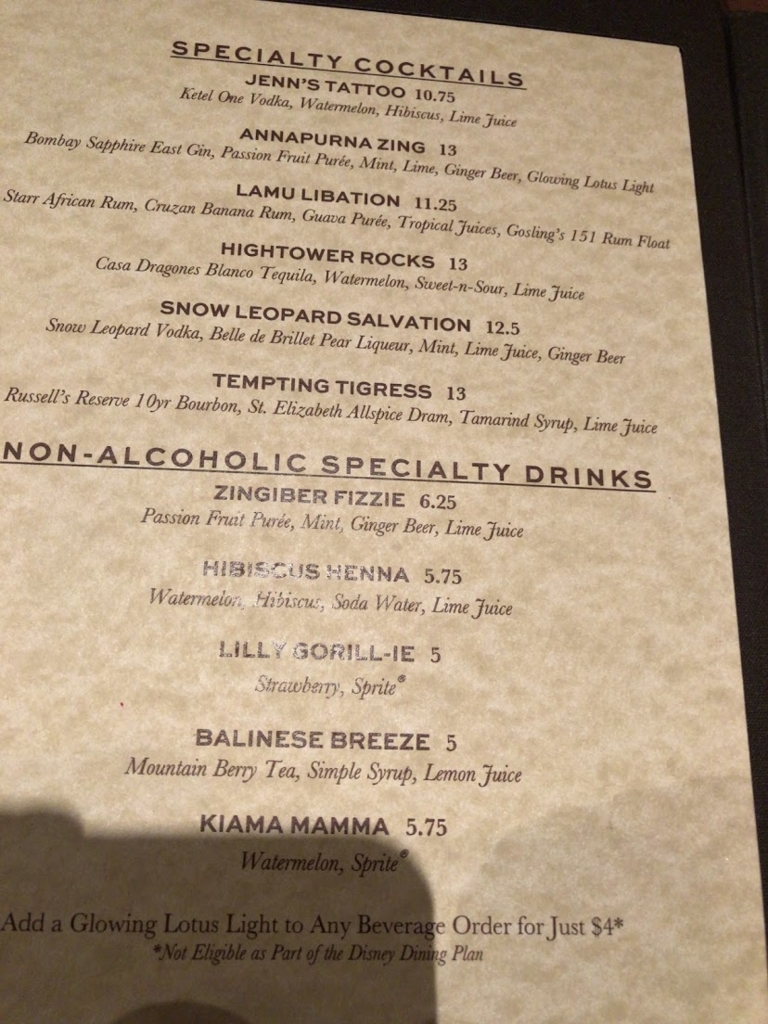 SPECIALTY COCKTAILS
JENN'S TATTOO 10.75
Ketel One Vodka, Watermelon, Hibiscus, Lime Juice
ANNAPURNA ZING 13
Bombay Sapphire East Gin, Passion Fruit Purée, Mint, Lime, Ginger Beer, Glowing Lotus Light
LAMU LIBATION 11.25
Starr African Rum, Cruzan Banana Rum, Guava Purée, Tropical Juices, Gosling's 151 Rum Float
HIGHTOWER ROCKS 13
Casa Dragones Blanco Tequila, Watermelon, Sweet-n-Sour, Lime Juice
SNOW LEOPARD SALVATION 12.5
Snow Leopard Vodka, Belle de Brillet Pear Liqueur, Mint, Lime Juice, Ginger Beer
TEMPTING TIGRESS 13
Russell's Reserve 10yr Bourbon, St. Elizabeth Allspice Dram, Tamarind Syrup, Lime Juice
NON-ALCOHOLIC SPECIALTY DRINKS
ZINGIBER FIZZIE 6.25
Passion Fruit Purée, Mint, Ginger Beer, Lime Juice
HIBISCUS HENNA 5.75
Watermelon, Hibiscus, Soda Water, Lime Juice
LILLY GORILL-IE 5
Strawberry, Sprite®
BALINESE BREEZE 5
Mountain Berry Tea, Simple Syrup, Lemon Juice
KIAMA MAMMA 5.75
Watermelon, Sprite®
Add a Glowing Lotus Light to Any Beverage Order for Just $4*
*Not Eligible as Part of the Disney Dining Plan